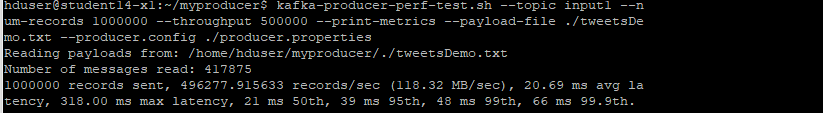 hduser@student14-x1:~/myproducer$ kafka-producer-perf-test.sh --topic input1 --n
um-records 1000000 --throughput 500000 --print-metrics --payload-file ./tweetsDe
mo.txt --producer.config ./producer.properties
Reading payloads from: /home/hduser/myproducer/./tweetsDemo.txt
Number of messages read: 417875
1000000 records sent, 496277.915633 records/sec (118.32 MB/sec), 20.69 ms avg la
tency, 318.00 ms max latency, 21 ms 50th, 39 ms 95th, 48 ms 99th, 66 ms 99.9th.